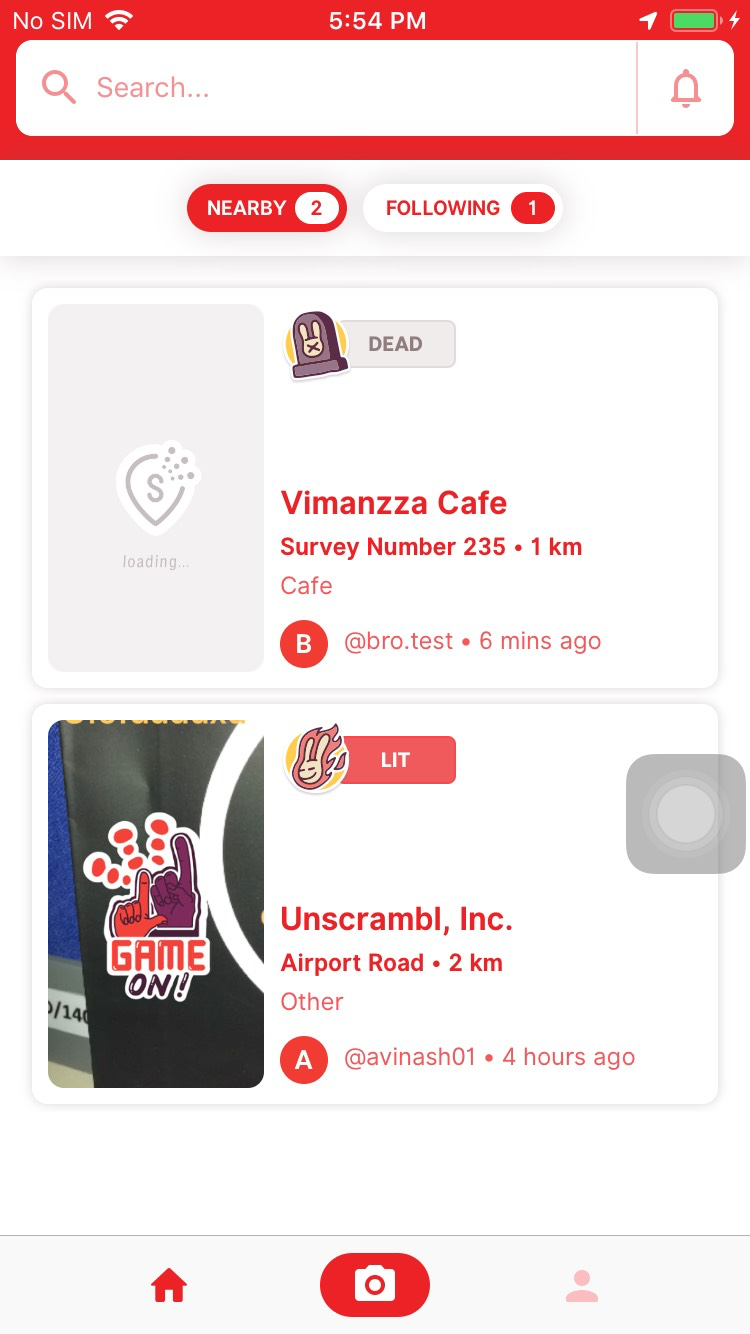 No SIM 5:54 PM
Search...
NEARBY 2 FOLLOWING 1
DEAD
S
loading...
Vimanzza Cafe
Survey Number 235 • 1 km
Cafe
B @bro.test • 6 mins ago
LIT
GAME
ON!
/140
Unscrambl, Inc.
Airport Road • 2 km
Other
A @avinash01 • 4 hours ago